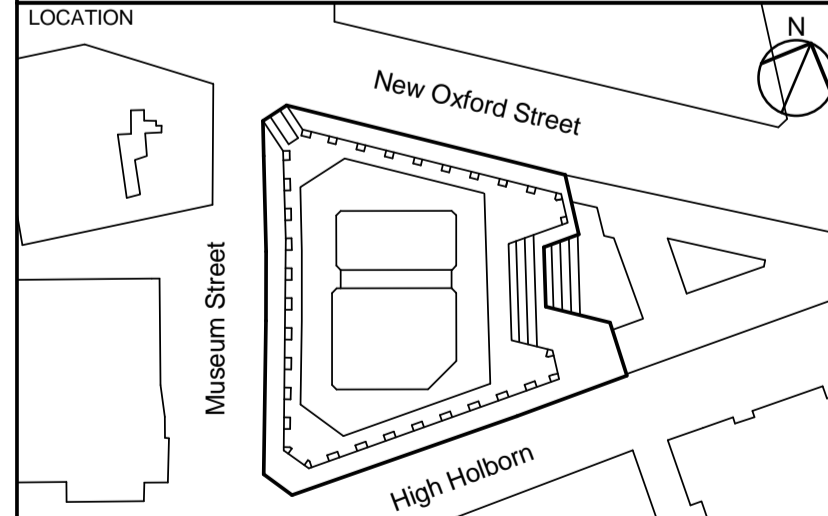 LOCATION
N
New Oxford Street
Museum Street
High Holborn